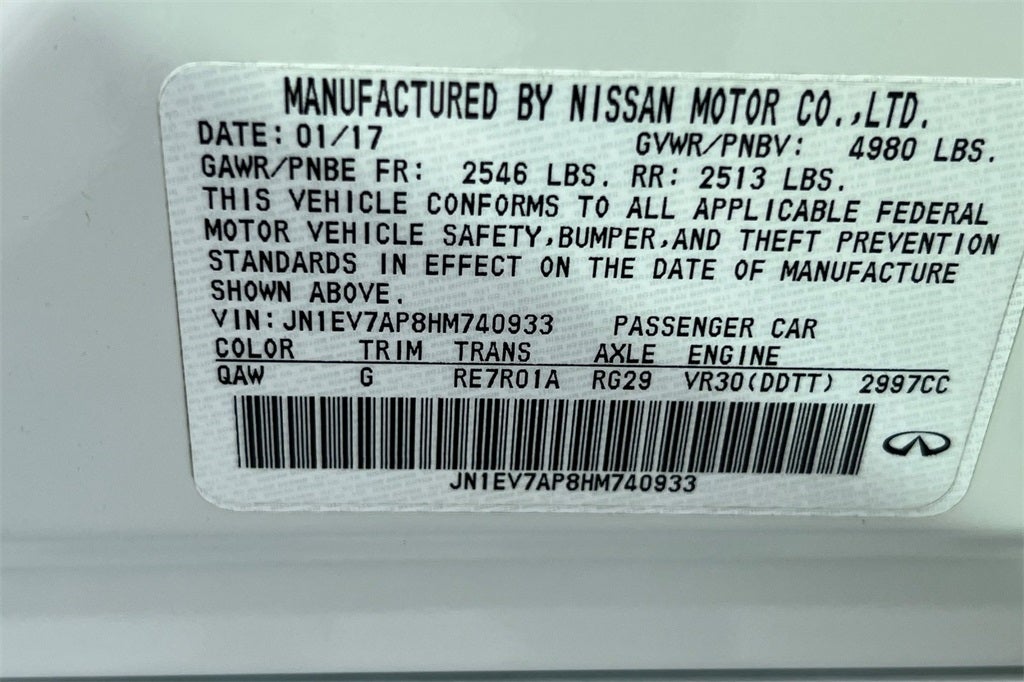 MANUFACTURED BY NISSAN MOTOR CO.,LTD.
DATE: 01/17 GVWR/PNBV: 4980 LBS.
GAWR/PNBE FR: 2546 LBS. RR: 2513 LBS.
THIS VEHICLE CONFORMS TO ALL APPLICABLE FEDERAL
MOTOR VEHICLE SAFETY,BUMPER,AND THEFT PREVENTION
STANDARDS IN EFFECT ON THE DATE OF MANUFACTURE
SHOWN ABOVE.
VIN: JN1EV7AP8HM740933 PASSENGER CAR
COLOR TRIM TRANS AXLE ENGINE
QAW G RE7R01A RG29 VR30(DDTT) 2997CC
JN1EV7AP8HM740933